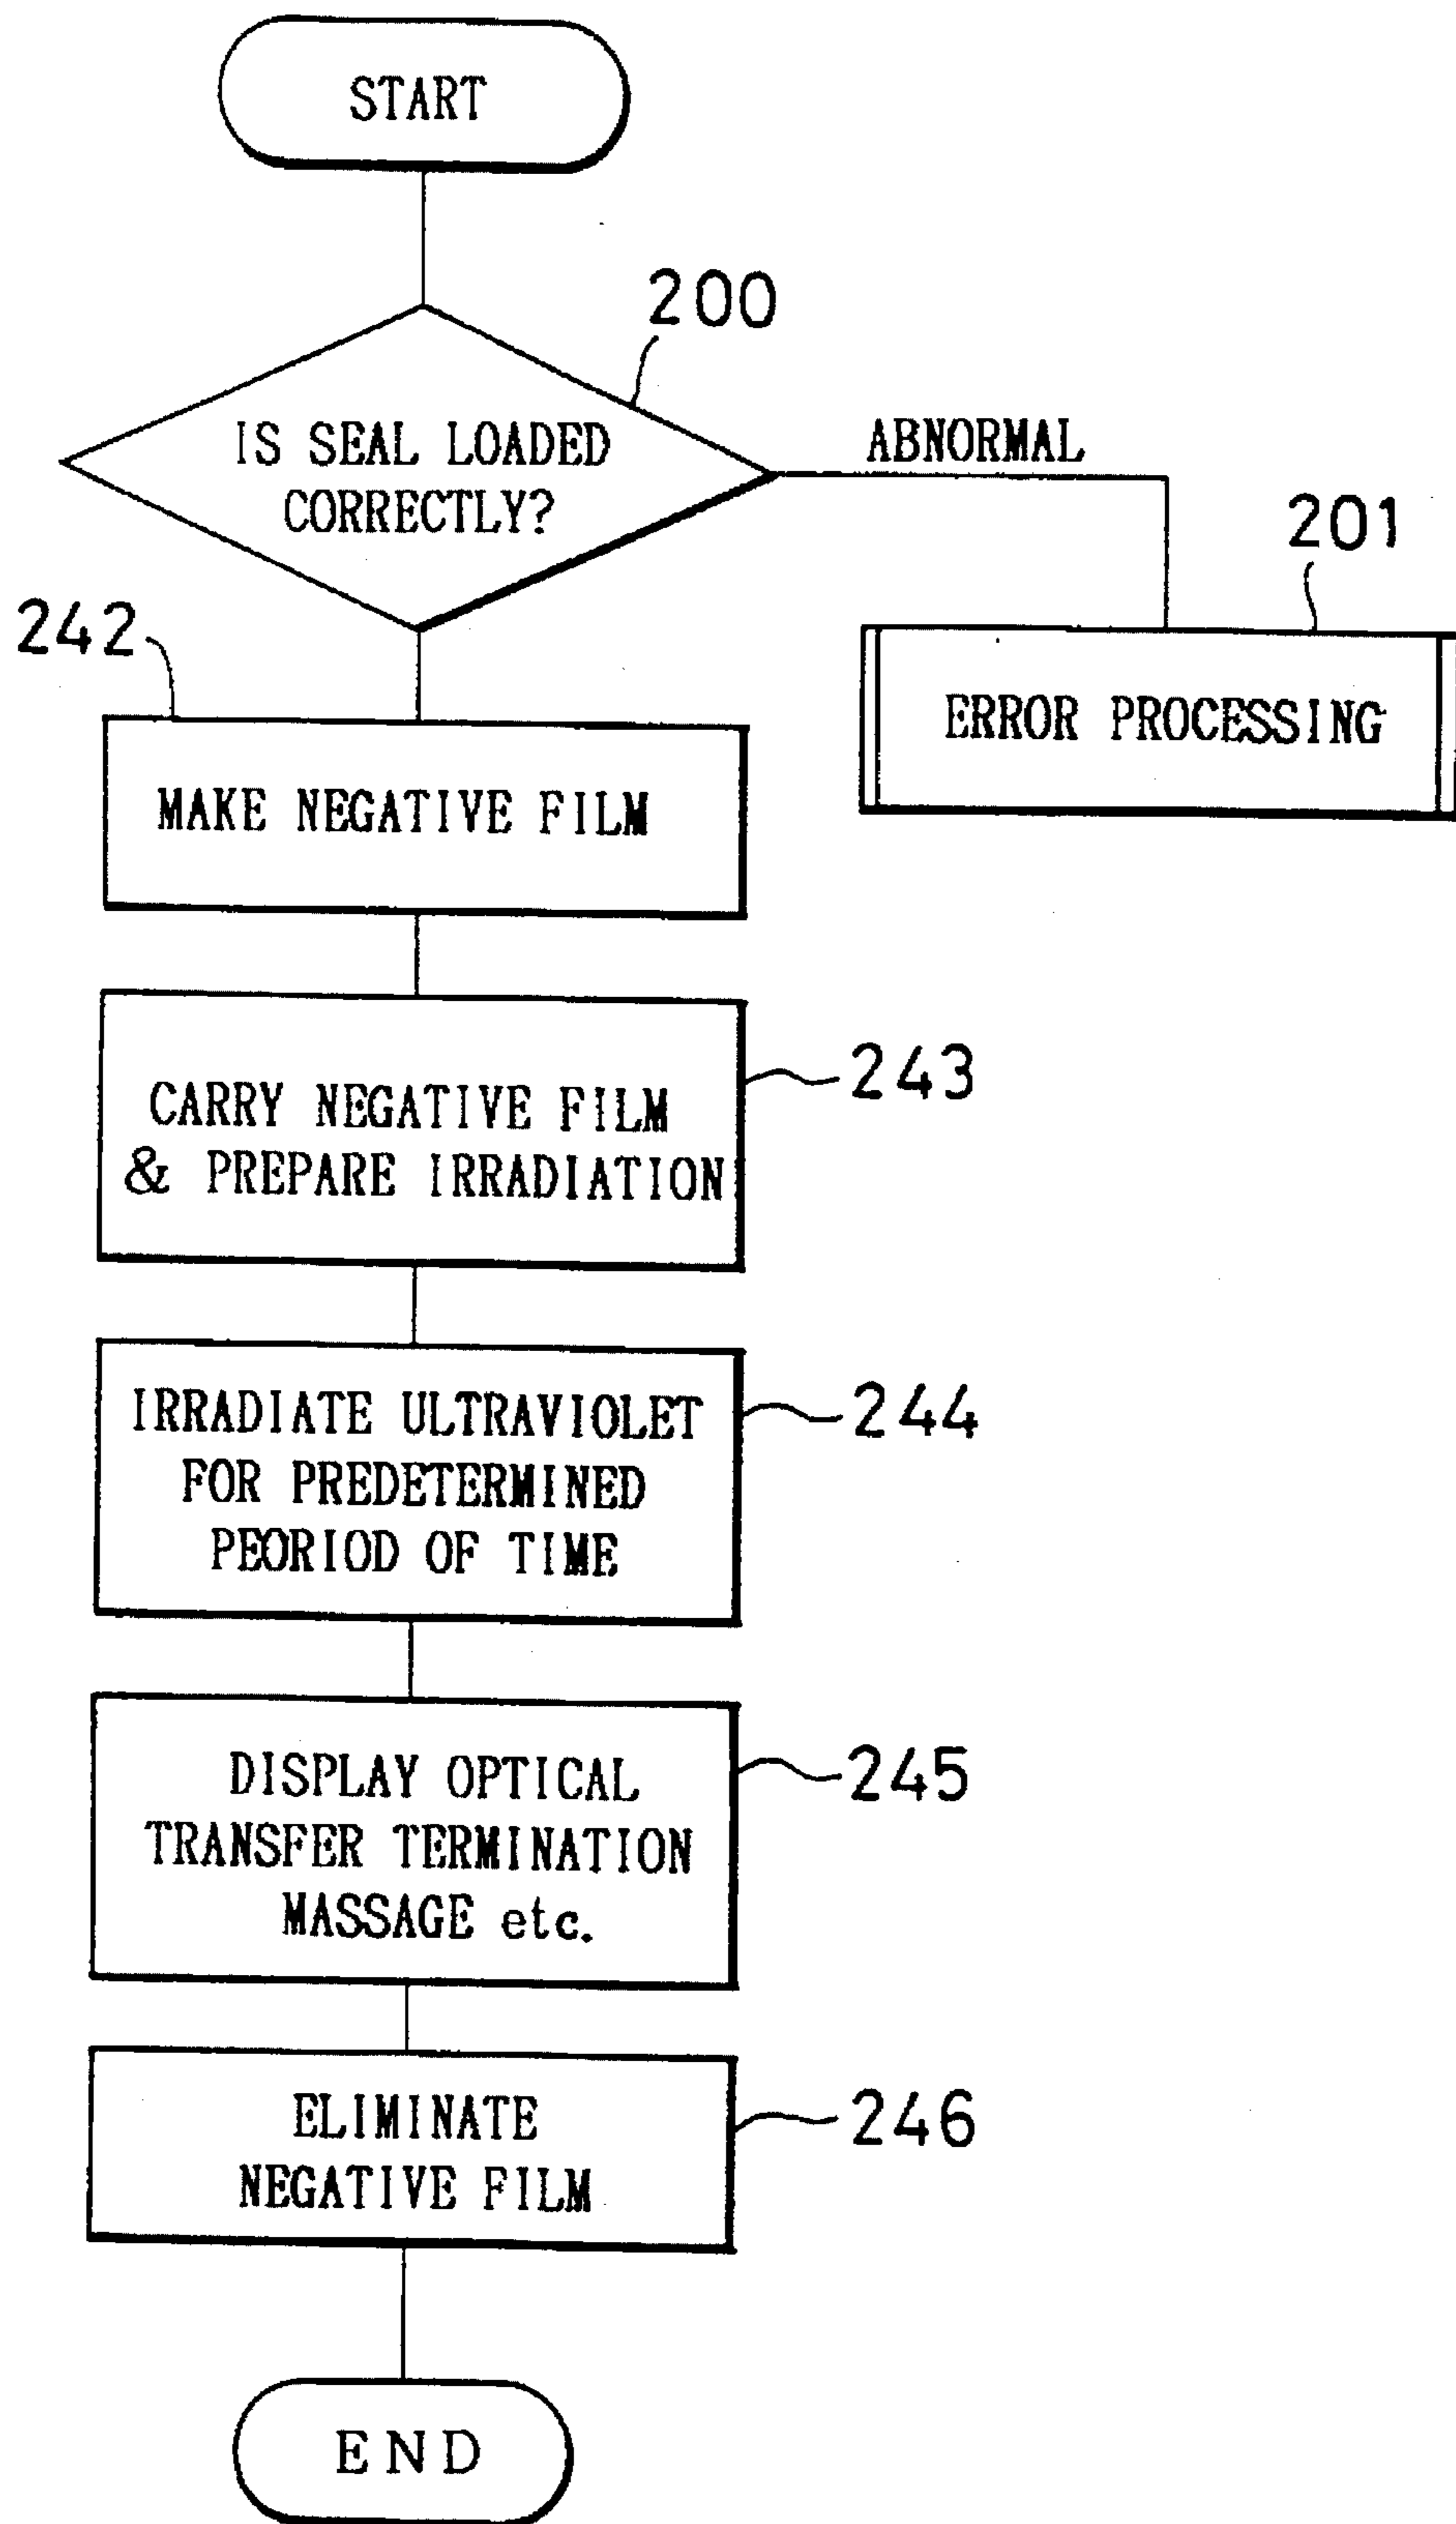 START
200
IS SEAL LOADED
CORRECTLY?
ABNORMAL
201
ERROR PROCESSING
242
MAKE NEGATIVE FILM
243
CARRY NEGATIVE FILM
& PREPARE IRRADIATION
244
IRRADIATE ULTRAVIOLET
FOR PREDETERMINED
PEORIOD OF TIME
245
DISPLAY OPTICAL
TRANSFER TERMINATION
MASSAGE etc.
246
ELIMINATE
NEGATIVE FILM
END